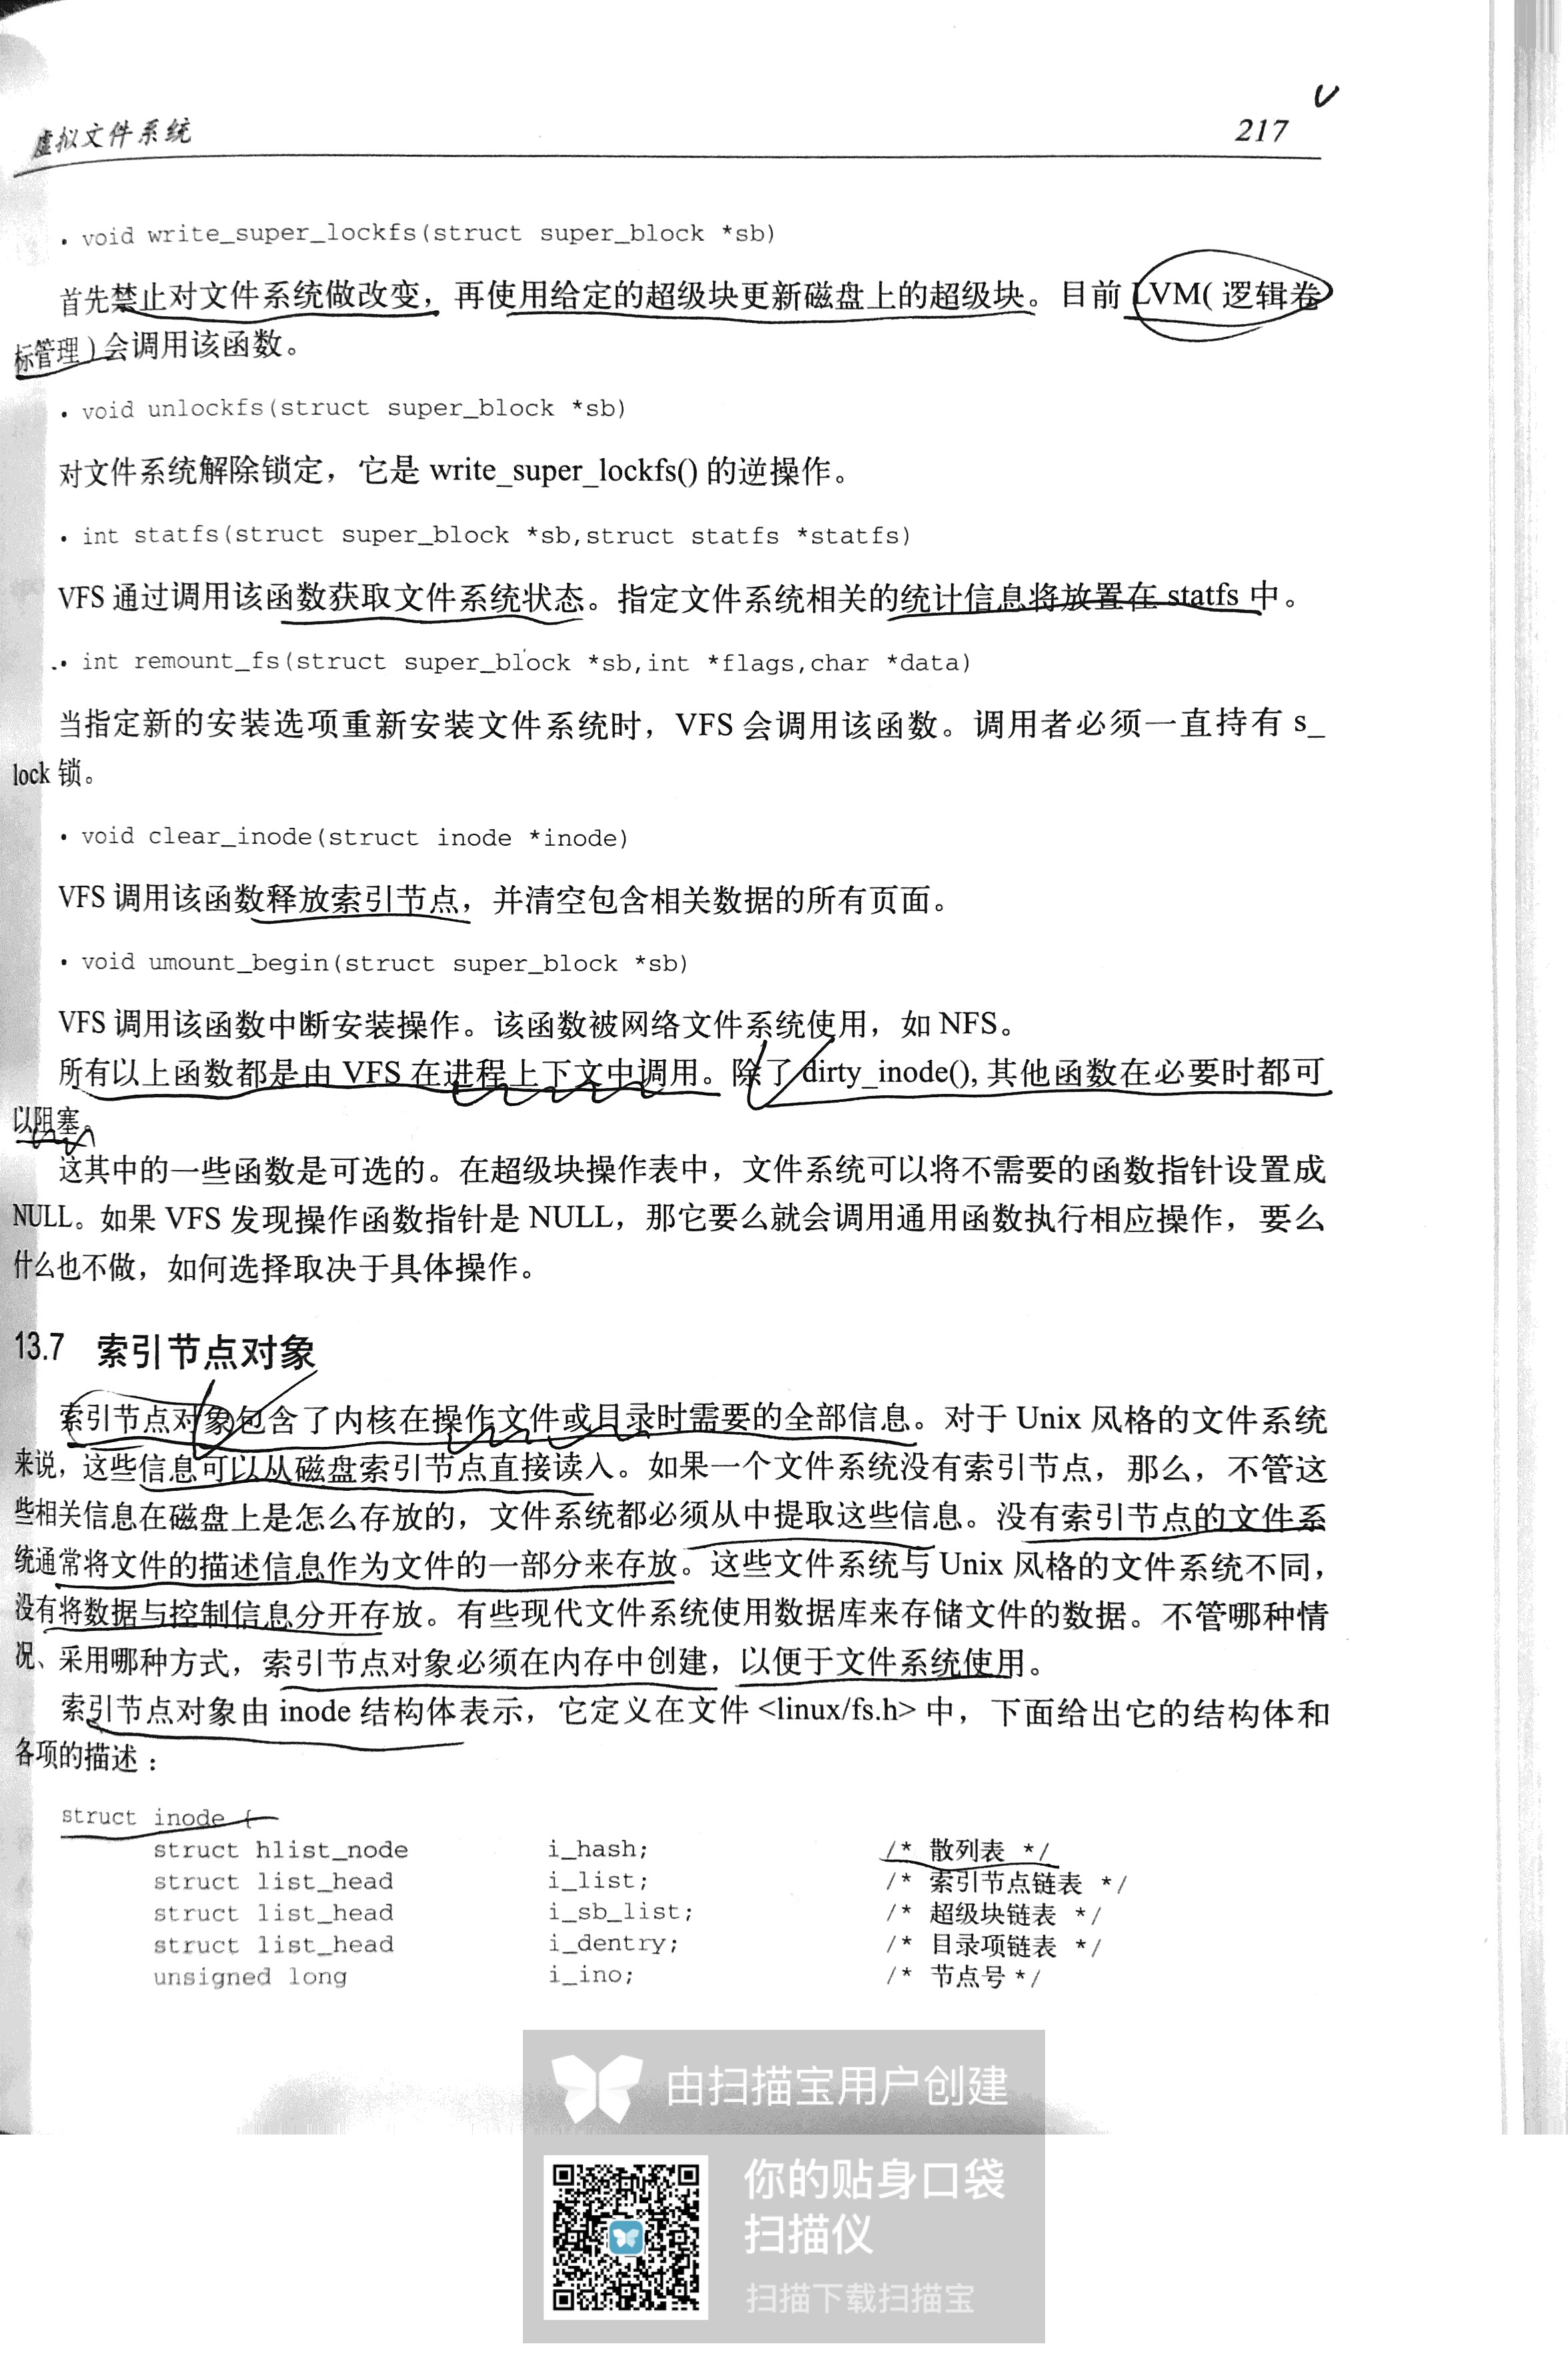 虚拟文件系统 217
• void write_super_lockfs(struct super_block *sb)
首先禁止对文件系统做改变，再使用给定的超级块更新磁盘上的超级块。目前 LVM( 逻辑卷
标管理 ) 会调用该函数。
• void unlockfs(struct super_block *sb)
对文件系统解除锁定，它是 write_super_lockfs() 的逆操作。
• int statfs(struct super_block *sb,struct statfs *statfs)
VFS 通过调用该函数获取文件系统状态。指定文件系统相关的统计信息将放置在 statfs 中。
• int remount_fs(struct super_block *sb,int *flags,char *data)
当指定新的安装选项重新安装文件系统时，VFS 会调用该函数。调用者必须一直持有 s_
lock 锁。
• void clear_inode(struct inode *inode)
VFS 调用该函数释放索引节点，并清空包含相关数据的所有页面。
• void umount_begin(struct super_block *sb)
VFS 调用该函数中断安装操作。该函数被网络文件系统使用，如 NFS。
所有以上函数都是由 VFS 在进程上下文中调用。除了 dirty_inode(), 其他函数在必要时都可
以阻塞。
这其中的一些函数是可选的。在超级块操作表中，文件系统可以将不需要的函数指针设置成
NULL。如果 VFS 发现操作函数指针是 NULL，那它要么就会调用通用函数执行相应操作，要么
什么也不做，如何选择取决于具体操作。
13.7 索引节点对象
索引节点对象包含了内核在操作文件或目录时需要的全部信息。对于 Unix 风格的文件系统
来说，这些信息可以从磁盘索引节点直接读入。如果一个文件系统没有索引节点，那么，不管这
些相关信息在磁盘上是怎么存放的，文件系统都必须从中提取这些信息。没有索引节点的文件系
统通常将文件的描述信息作为文件的一部分来存放。这些文件系统与 Unix 风格的文件系统不同，
没有将数据与控制信息分开存放。有些现代文件系统使用数据库来存储文件的数据。不管哪种情
况、采用哪种方式，索引节点对象必须在内存中创建，以便于文件系统使用。
索引节点对象由 inode 结构体表示，它定义在文件 <linux/fs.h> 中，下面给出它的结构体和
各项的描述：
struct inode {
struct hlist_node i_hash; /* 散列表 */
struct list_head i_list; /* 索引节点链表 */
struct list_head i_sb_list; /* 超级块链表 */
struct list_head i_dentry; /* 目录项链表 */
unsigned long i_ino; /* 节点号 */
由扫描宝用户创建
你的贴身口袋
扫描仪
扫描下载扫描宝